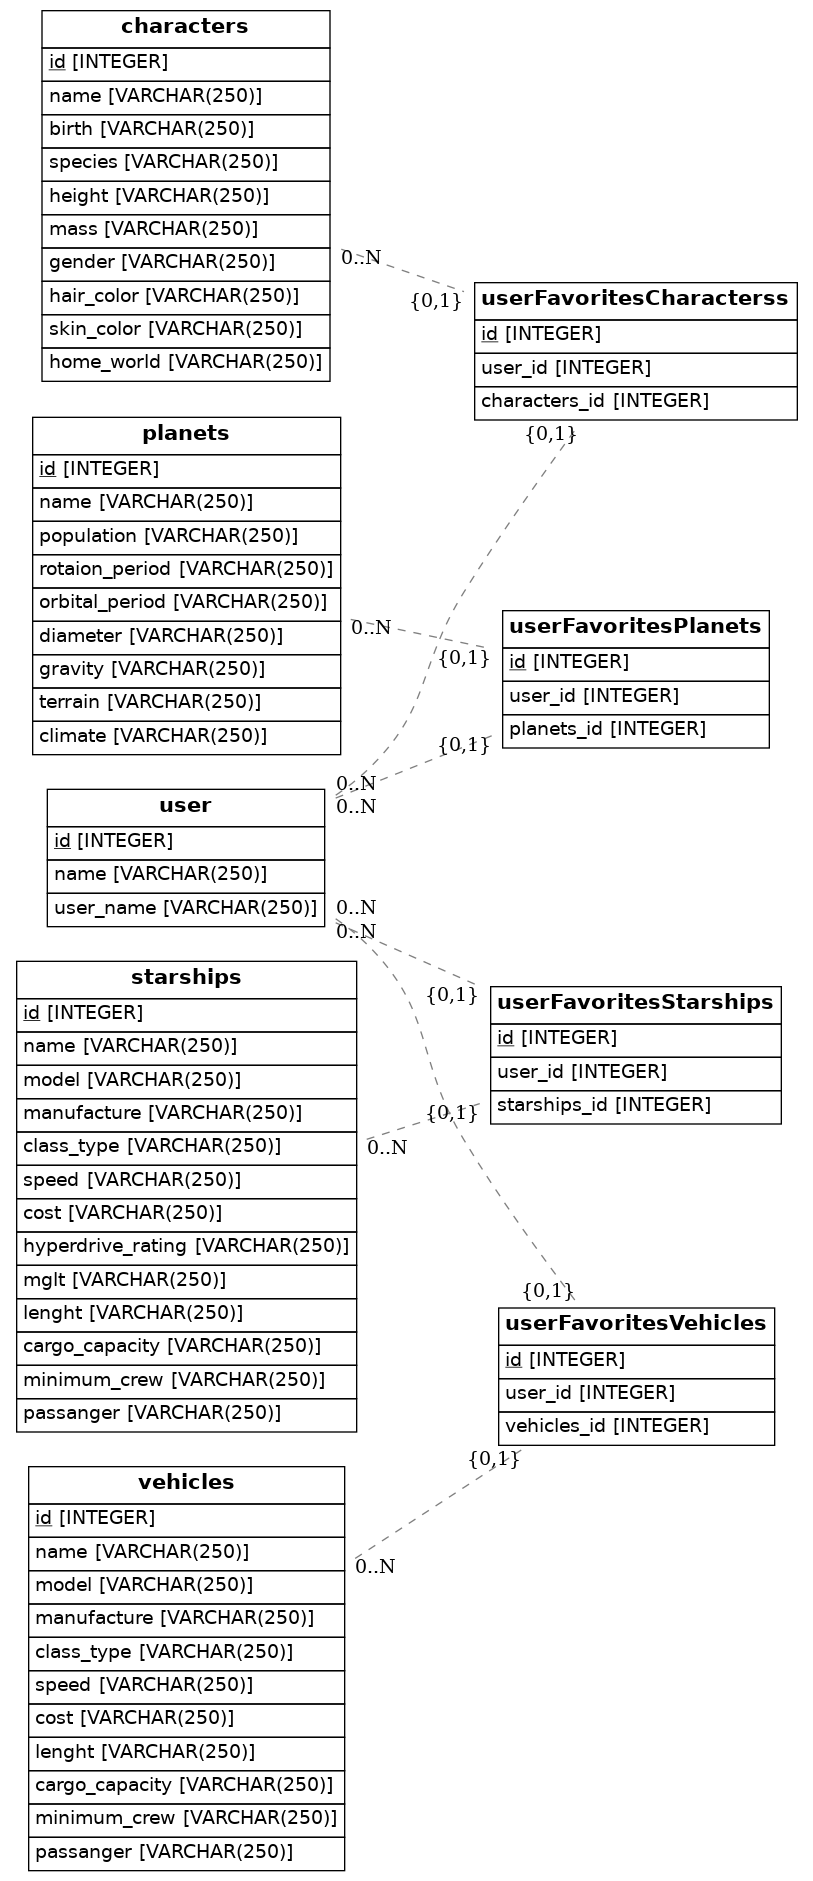 characters
id [INTEGER]
name [VARCHAR(250)]
birth [VARCHAR(250)]
species [VARCHAR(250)]
height [VARCHAR(250)]
mass [VARCHAR(250)]
gender [VARCHAR(250)]
hair_color [VARCHAR(250)]
skin_color [VARCHAR(250)]
home_world [VARCHAR(250)]
0..N
{0,1}
userFavoritesCharacterss
id [INTEGER]
user_id [INTEGER]
characters_id [INTEGER]
{0,1}
planets
id [INTEGER]
name [VARCHAR(250)]
population [VARCHAR(250)]
rotaion_period [VARCHAR(250)]
orbital_period [VARCHAR(250)]
diameter [VARCHAR(250)]
gravity [VARCHAR(250)]
terrain [VARCHAR(250)]
climate [VARCHAR(250)]
0..N
{0,1}
userFavoritesPlanets
id [INTEGER]
user_id [INTEGER]
planets_id [INTEGER]
{0,1}
0..N
0..N
user
id [INTEGER]
name [VARCHAR(250)]
user_name [VARCHAR(250)]
0..N
0..N
{0,1}
userFavoritesStarships
id [INTEGER]
user_id [INTEGER]
starships_id [INTEGER]
{0,1}
0..N
starships
id [INTEGER]
name [VARCHAR(250)]
model [VARCHAR(250)]
manufacture [VARCHAR(250)]
class_type [VARCHAR(250)]
speed [VARCHAR(250)]
cost [VARCHAR(250)]
hyperdrive_rating [VARCHAR(250)]
mglt [VARCHAR(250)]
lenght [VARCHAR(250)]
cargo_capacity [VARCHAR(250)]
minimum_crew [VARCHAR(250)]
passanger [VARCHAR(250)]
{0,1}
userFavoritesVehicles
id [INTEGER]
user_id [INTEGER]
vehicles_id [INTEGER]
{0,1}
0..N
vehicles
id [INTEGER]
name [VARCHAR(250)]
model [VARCHAR(250)]
manufacture [VARCHAR(250)]
class_type [VARCHAR(250)]
speed [VARCHAR(250)]
cost [VARCHAR(250)]
lenght [VARCHAR(250)]
cargo_capacity [VARCHAR(250)]
minimum_crew [VARCHAR(250)]
passanger [VARCHAR(250)]